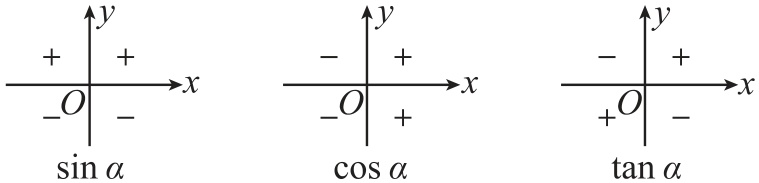 y y y
+ + − + − +
x x x
O O O
− − − + + −
sin α cos α tan α